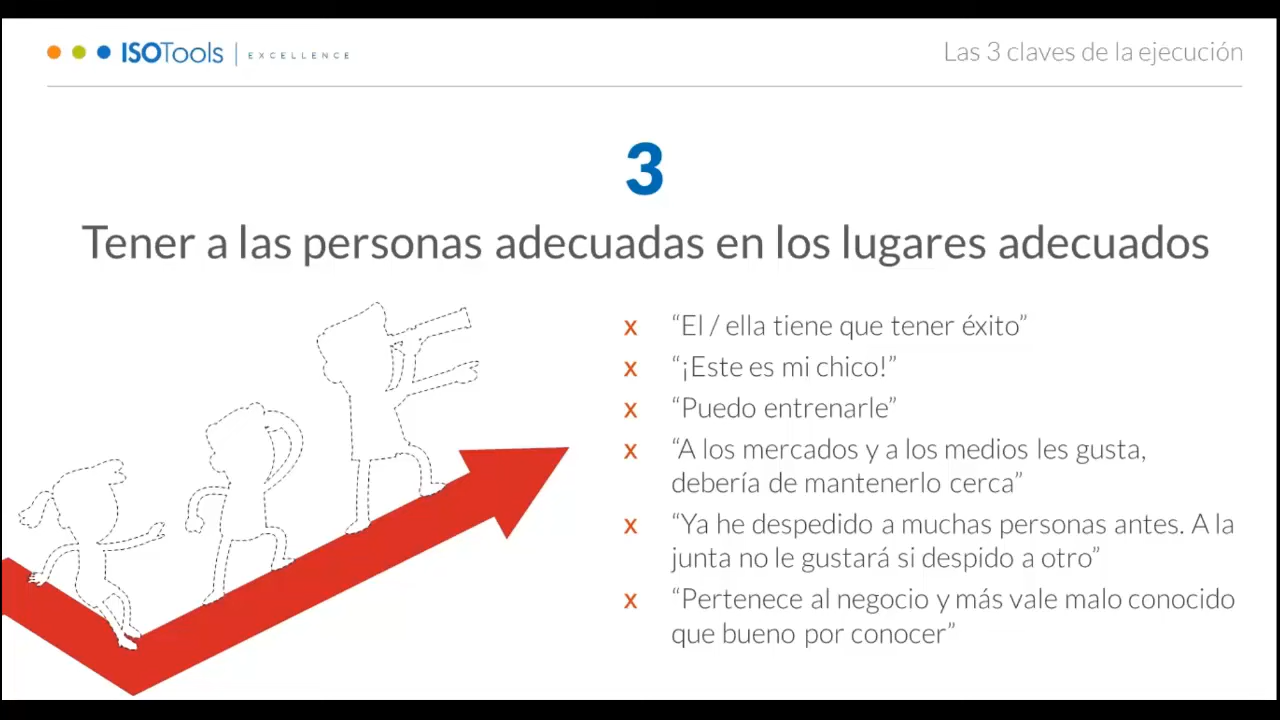 ISOTools | EXCELLENCE
Las 3 claves de la ejecución
3
Tener a las personas adecuadas en los lugares adecuados
x “El / ella tiene que tener éxito”
x “¡Este es mi chico!”
x “Puedo entrenarle”
x “A los mercados y a los medios les gusta,
debería de mantenerlo cerca”
x “Ya he despedido a muchas personas antes. A la
junta no le gustará si despido a otro”
x “Pertenece al negocio y más vale malo conocido
que bueno por conocer”